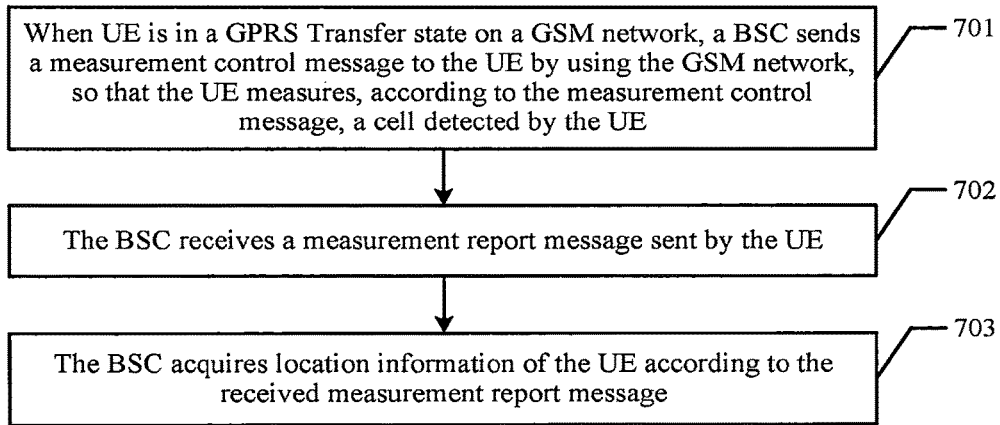 When UE is in a GPRS Transfer state on a GSM network, a BSC sends
a measurement control message to the UE by using the GSM network,
so that the UE measures, according to the measurement control
message, a cell detected by the UE
701
The BSC receives a measurement report message sent by the UE
702
The BSC acquires location information of the UE according to the
received measurement report message
703